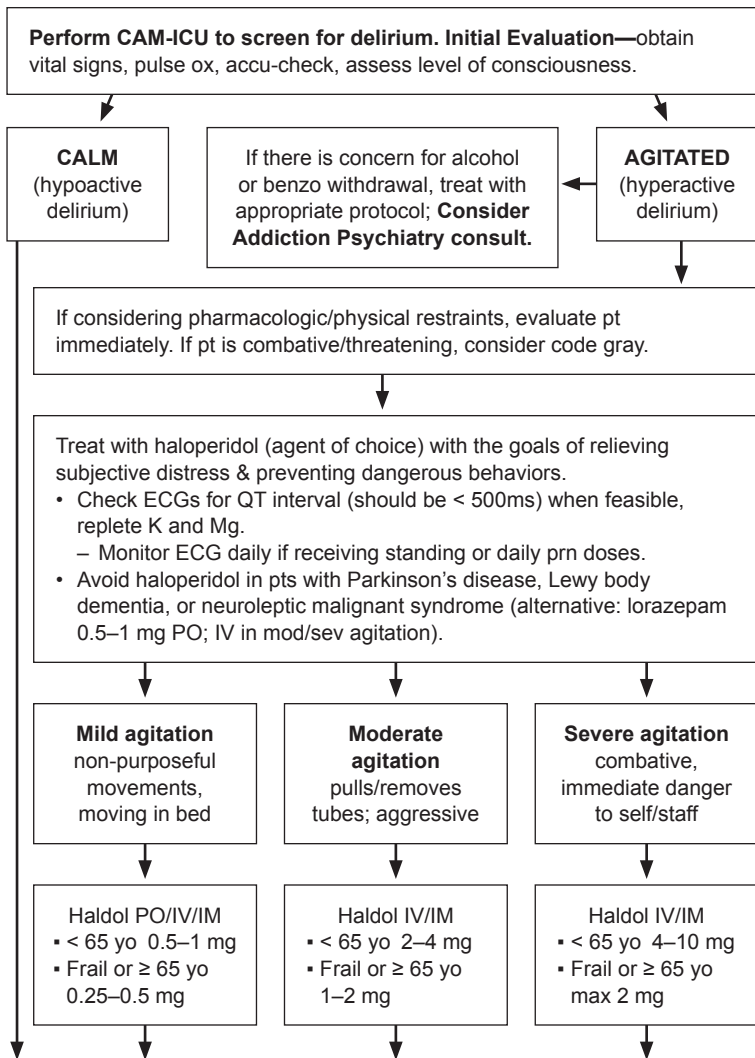 Perform CAM-ICU to screen for delirium. Initial Evaluation—obtain
vital signs, pulse ox, accu-check, assess level of consciousness.
CALM
(hypoactive
delirium)
If there is concern for alcohol
or benzo withdrawal, treat with
appropriate protocol; Consider
Addiction Psychiatry consult.
AGITATED
(hyperactive
delirium)
If considering pharmacologic/physical restraints, evaluate pt
immediately. If pt is combative/threatening, consider code gray.
Treat with haloperidol (agent of choice) with the goals of relieving
subjective distress & preventing dangerous behaviors.
• Check ECGs for QT interval (should be < 500ms) when feasible,
replete K and Mg.
– Monitor ECG daily if receiving standing or daily prn doses.
• Avoid haloperidol in pts with Parkinson’s disease, Lewy body
dementia, or neuroleptic malignant syndrome (alternative: lorazepam
0.5–1 mg PO; IV in mod/sev agitation).
Mild agitation
non-purposeful
movements,
moving in bed
Moderate
agitation
pulls/removes
tubes; aggressive
Severe agitation
combative,
immediate danger
to self/staff
Haldol PO/IV/IM
▪ < 65 yo 0.5–1 mg
▪ Frail or ≥ 65 yo
0.25–0.5 mg
Haldol IV/IM
▪ < 65 yo 2–4 mg
▪ Frail or ≥ 65 yo
1–2 mg
Haldol IV/IM
▪ < 65 yo 4–10 mg
▪ Frail or ≥ 65 yo
max 2 mg